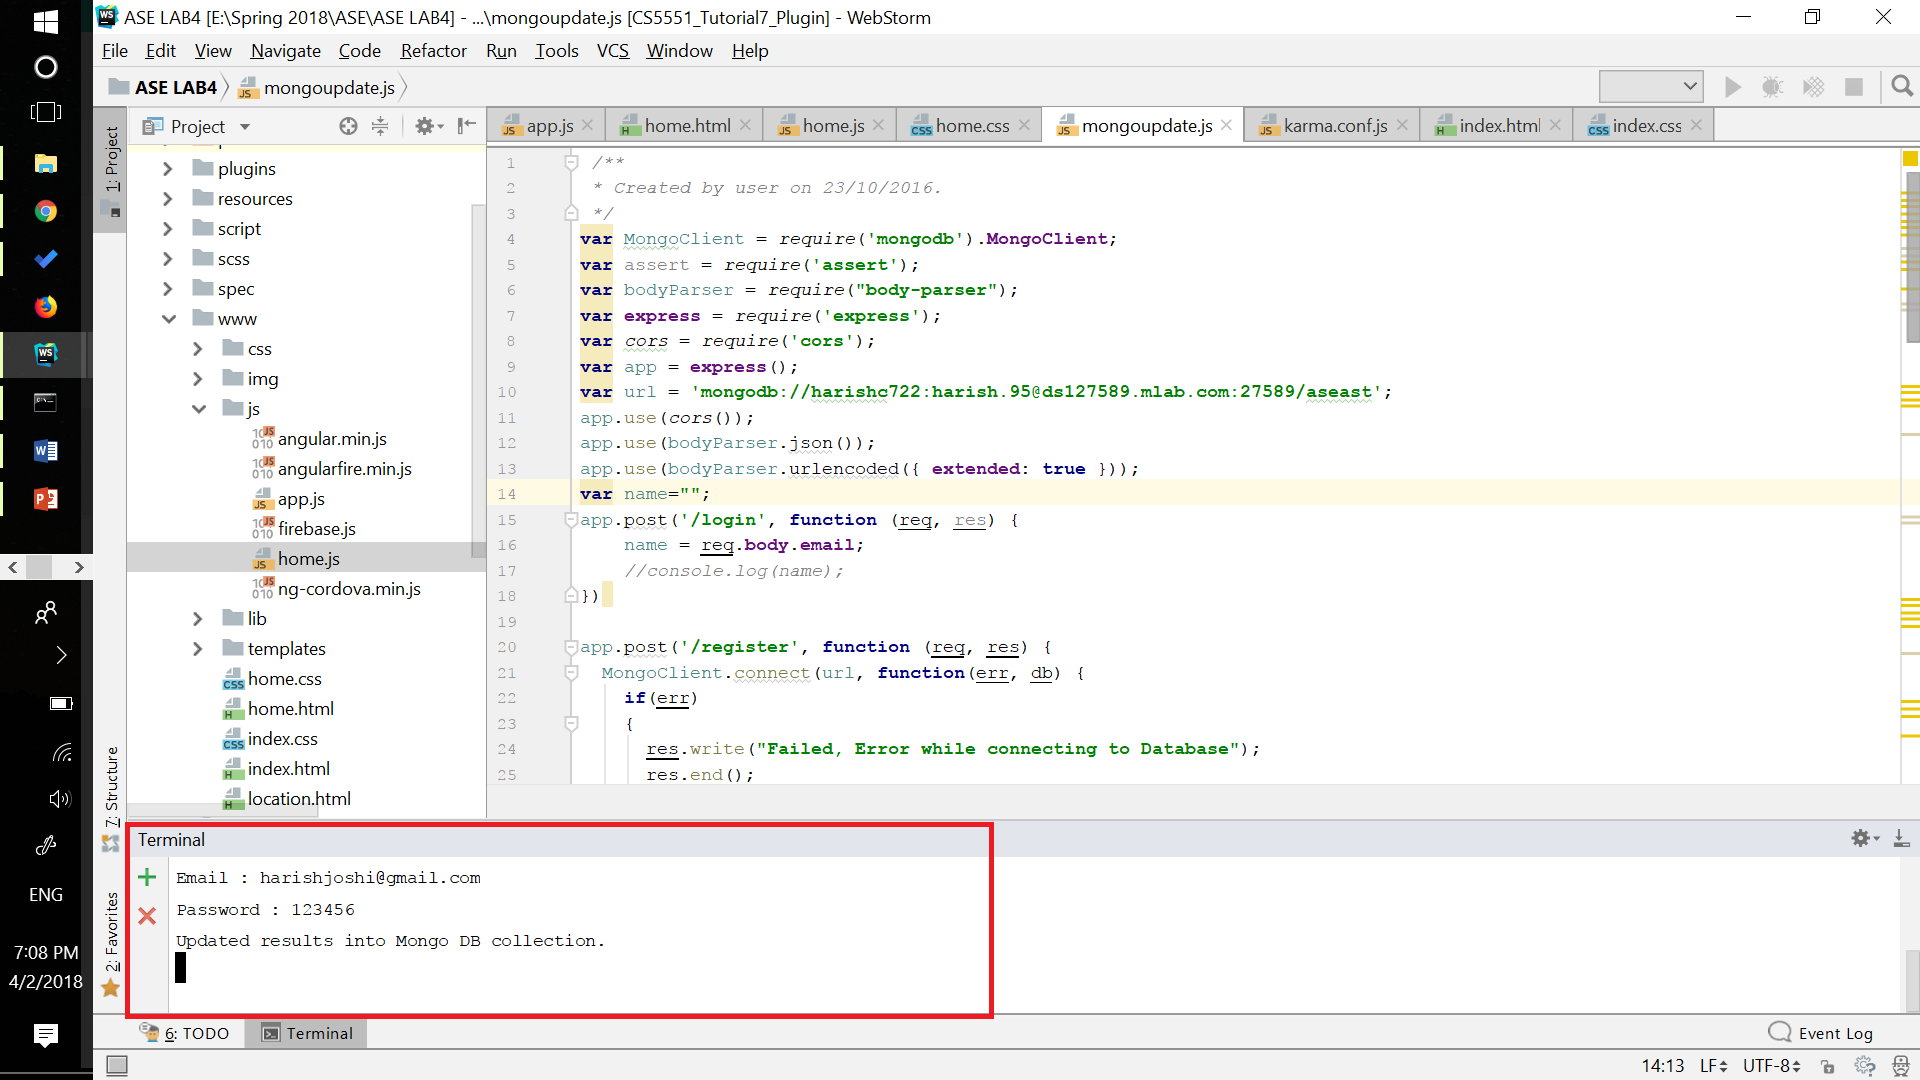 ASE LAB4 [E:\Spring 2018\ASE\ASE LAB4] - ...\mongoupdate.js [CS5551_Tutorial7_Plugin] - WebStorm
File Edit View Navigate Code Refactor Run Tools VCS Window Help
ASE LAB4 mongoupdate.js
Project
app.js home.html home.js home.css mongoupdate.js karma.conf.js index.html index.css
1: Project
plugins
resources
script
scss
spec
www
css
img
js
angular.min.js
angularfire.min.js
app.js
firebase.js
home.js
ng-cordova.min.js
lib
templates
home.css
home.html
index.css
index.html
location.html
7: Structure
2: Favorites
1 /**
2 * Created by user on 23/10/2016.
3 */
4 var MongoClient = require('mongodb').MongoClient;
5 var assert = require('assert');
6 var bodyParser = require("body-parser");
7 var express = require('express');
8 var cors = require('cors');
9 var app = express();
10 var url = 'mongodb://harishc722:harish.95@ds127589.mlab.com:27589/aseast';
11 app.use(cors());
12 app.use(bodyParser.json());
13 app.use(bodyParser.urlencoded({ extended: true }));
14 var name="";
15 app.post('/login', function (req, res) {
16 name = req.body.email;
17 //console.log(name);
18 })
19
20 app.post('/register', function (req, res) {
21 MongoClient.connect(url, function(err, db) {
22 if(err)
23 {
24 res.write("Failed, Error while connecting to Database");
25 res.end();
Terminal
Email : harishjoshi@gmail.com
Password : 123456
Updated results into Mongo DB collection.
6: TODO Terminal Event Log
14:13 LF UTF-8
ENG
7:08 PM
4/2/2018